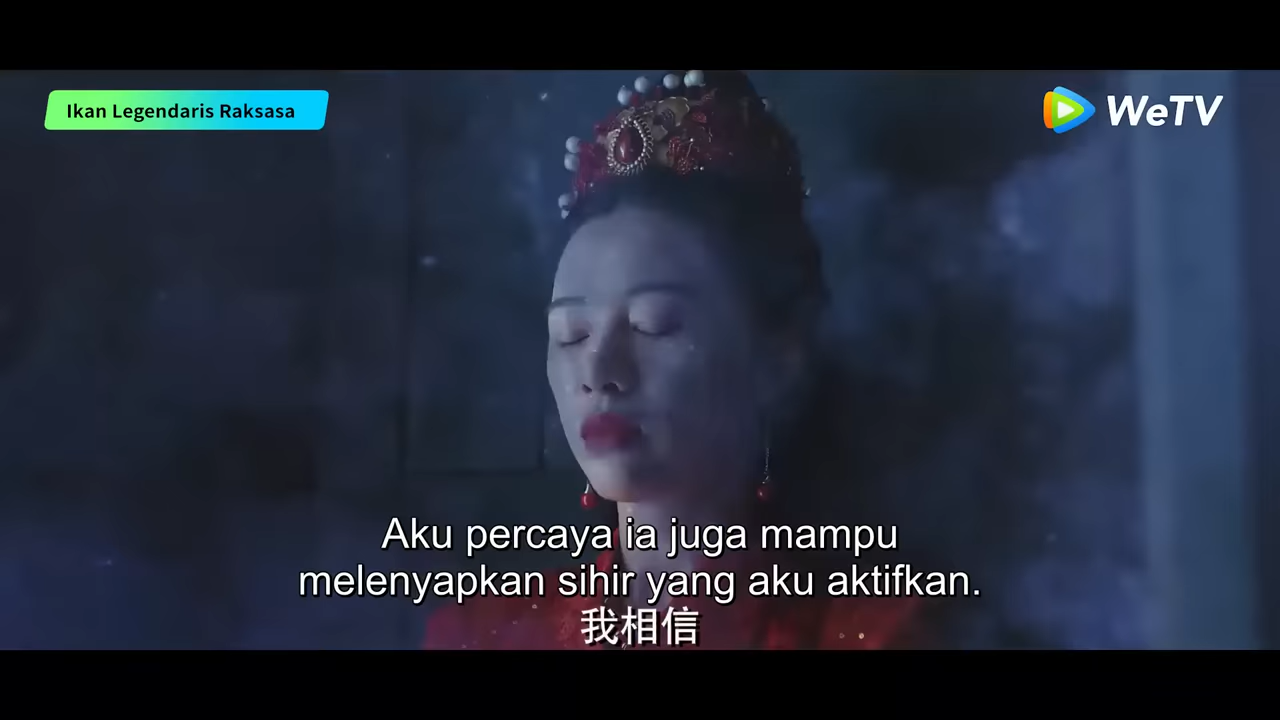 Ikan Legendaris Raksasa
WeTV
Aku percaya ia juga mampu
melenyapkan sihir yang aku aktifkan.
我相信